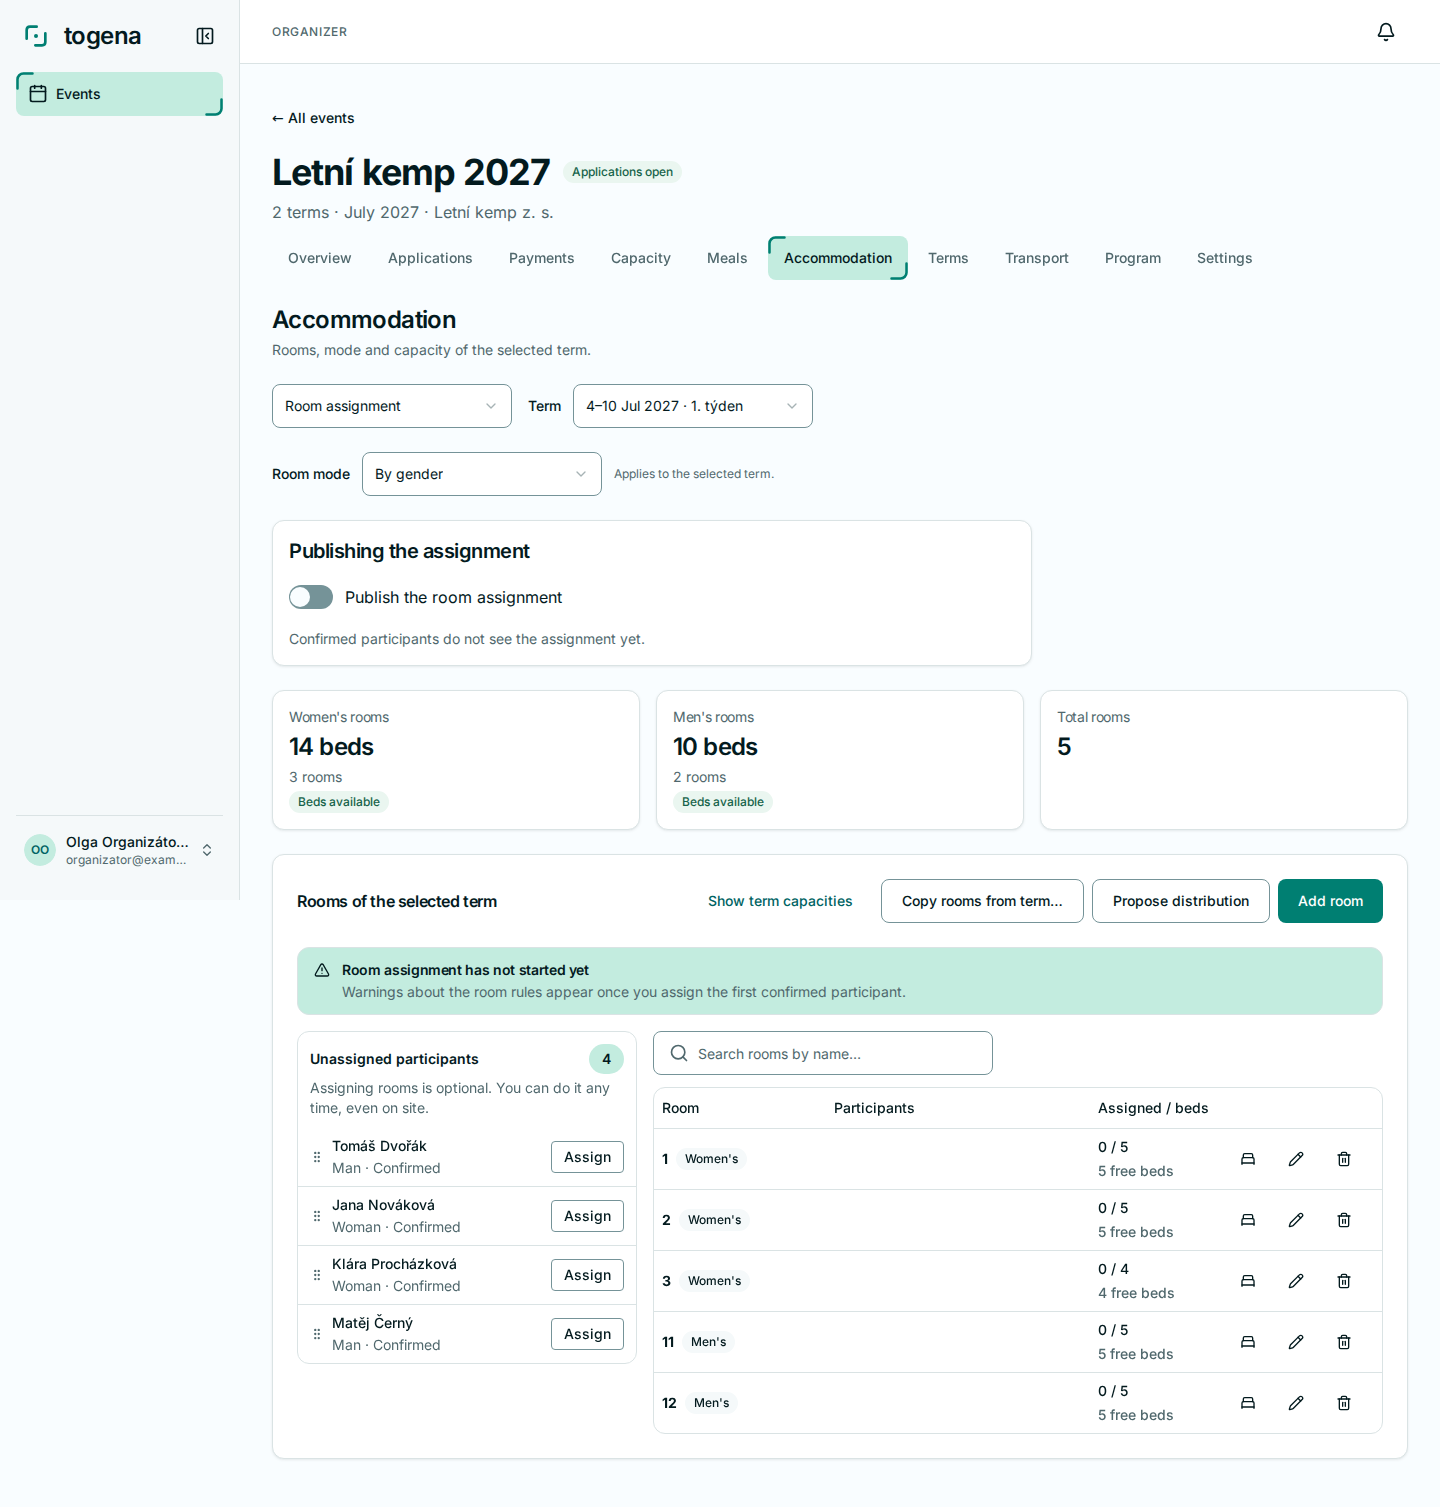 togena
ORGANIZER
Events
← All events
Letní kemp 2027 Applications open
2 terms · July 2027 · Letní kemp z. s.
Overview Applications Payments Capacity Meals Accommodation Terms Transport Program Settings
Accommodation
Rooms, mode and capacity of the selected term.
Room assignment Term 4–10 Jul 2027 · 1. týden
Room mode By gender Applies to the selected term.
Publishing the assignment
Publish the room assignment
Confirmed participants do not see the assignment yet.
Women's rooms
14 beds
3 rooms
Beds available
Men's rooms
10 beds
2 rooms
Beds available
Total rooms
5
OO
Olga Organizáto...
organizator@exam...
Rooms of the selected term Show term capacities Copy rooms from term... Propose distribution Add room
Room assignment has not started yet
Warnings about the room rules appear once you assign the first confirmed participant.
Unassigned participants 4
Assigning rooms is optional. You can do it any
time, even on site.
Tomáš Dvořák
Man · Confirmed
Assign
Jana Nováková
Woman · Confirmed
Assign
Klára Procházková
Woman · Confirmed
Assign
Matěj Černý
Man · Confirmed
Assign
Search rooms by name...
Room Participants Assigned / beds
1 Women's 0 / 5
5 free beds
2 Women's 0 / 5
5 free beds
3 Women's 0 / 4
4 free beds
11 Men's 0 / 5
5 free beds
12 Men's 0 / 5
5 free beds